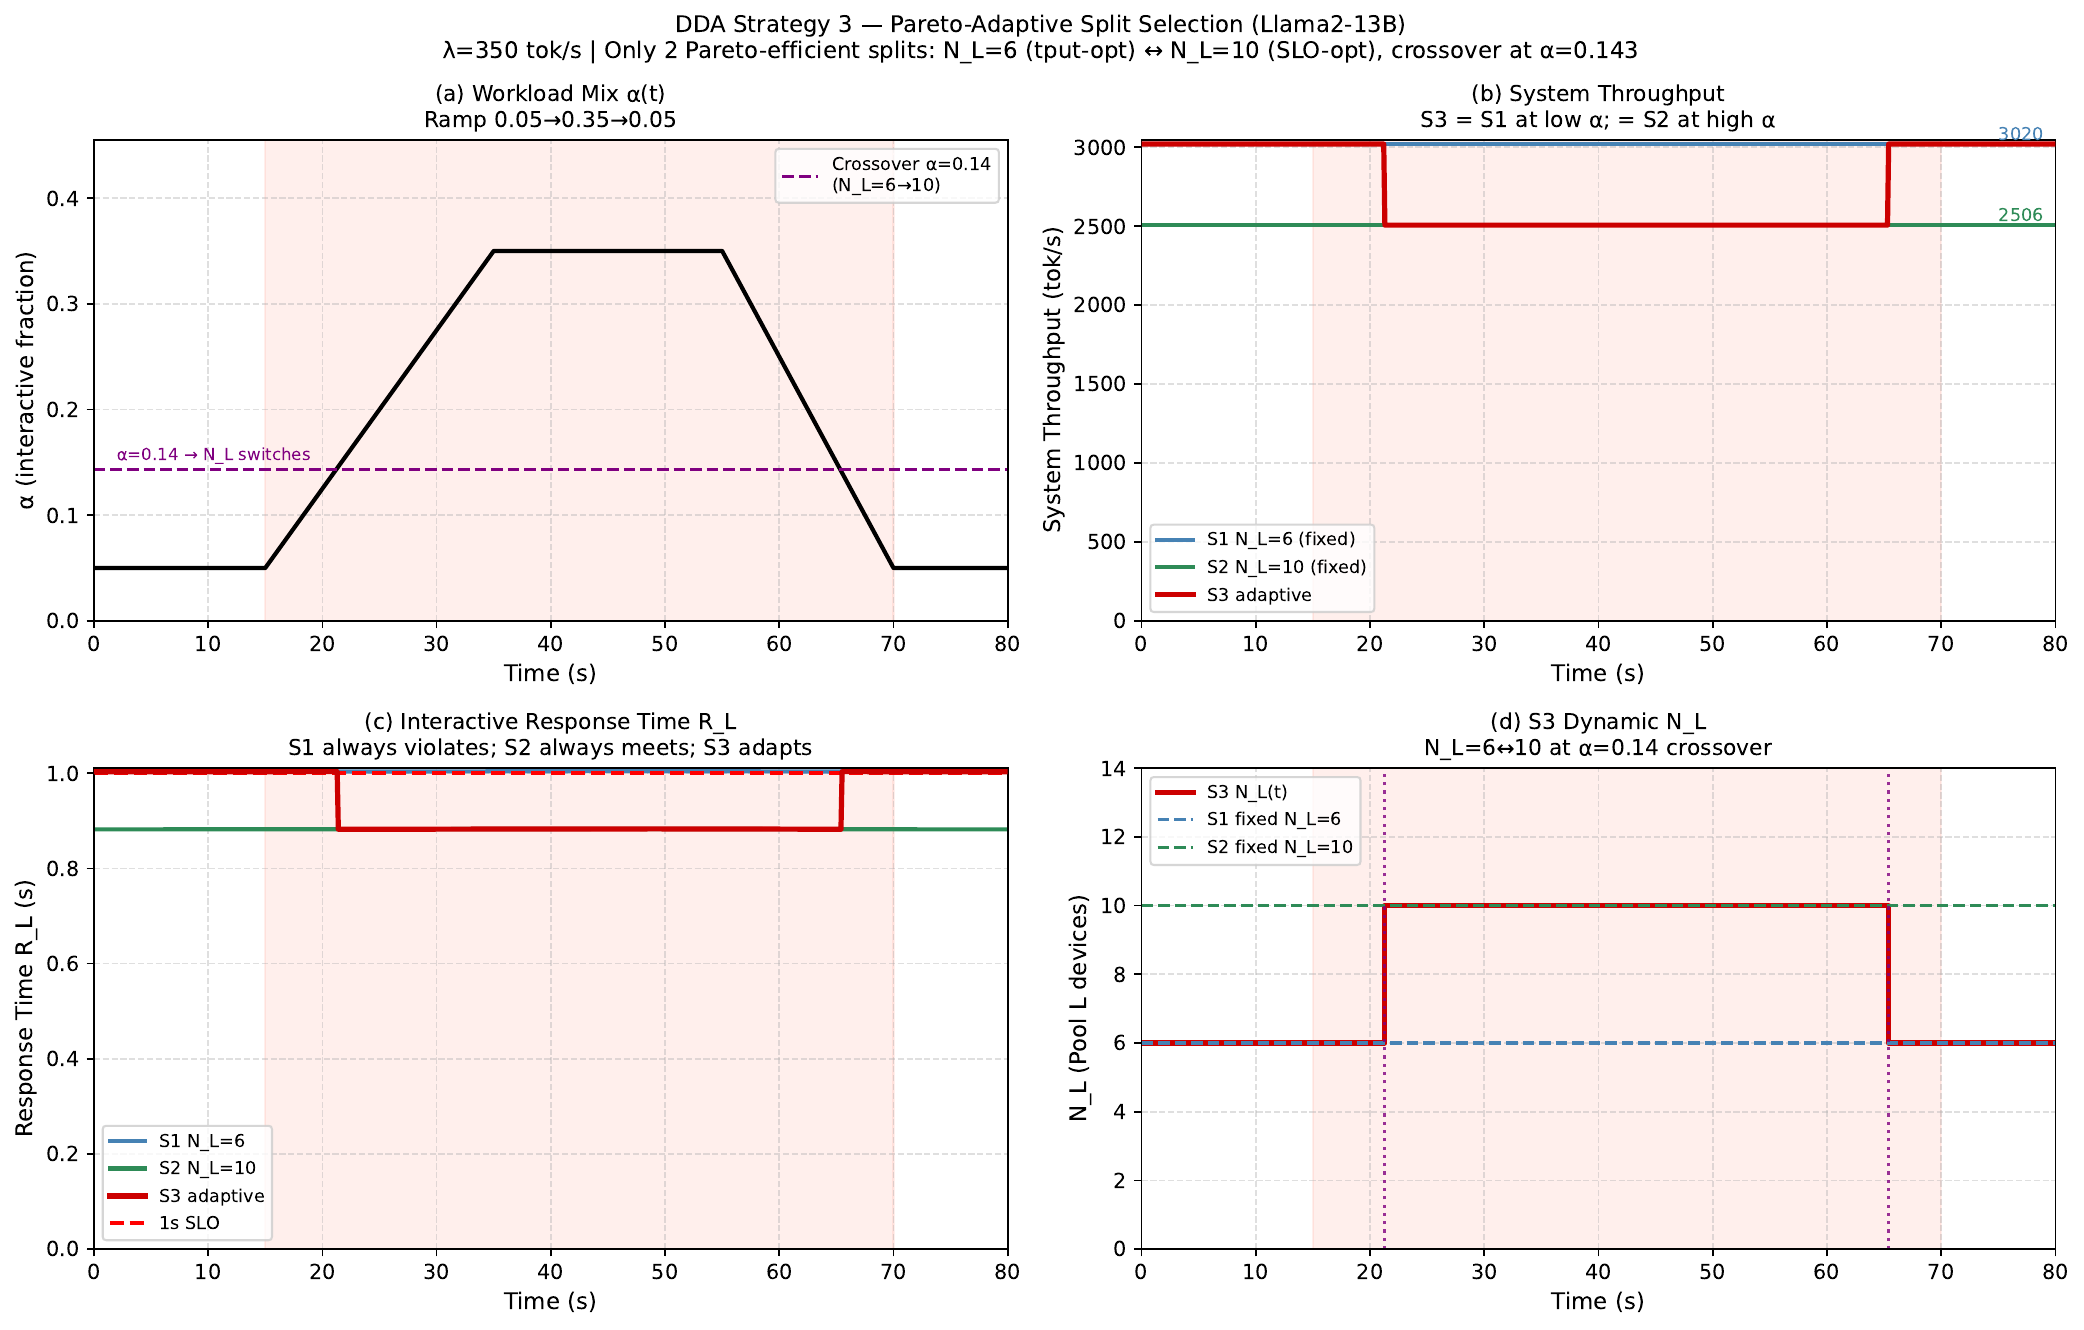 DDA Strategy 3 — Pareto-Adaptive Split Selection (Llama2-13B)
λ=350 tok/s | Only 2 Pareto-efficient splits: N_L=6 (tput-opt) ↔ N_L=10 (SLO-opt), crossover at α=0.143
(a) Workload Mix α(t)
Ramp 0.05→0.35→0.05
α (interactive fraction)
0.4
0.3
0.2
0.1
0.0
Crossover α=0.14
(N_L=6→10)
α=0.14 → N_L switches
0 10 20 30 40 50 60 70 80
Time (s)
(b) System Throughput
S3 = S1 at low α; = S2 at high α
System Throughput (tok/s)
3000
2500
2000
1500
1000
500
0
3020
2506
S1 N_L=6 (fixed)
S2 N_L=10 (fixed)
S3 adaptive
0 10 20 30 40 50 60 70 80
Time (s)
(c) Interactive Response Time R_L
S1 always violates; S2 always meets; S3 adapts
Response Time R_L (s)
1.0
0.8
0.6
0.4
0.2
0.0
S1 N_L=6
S2 N_L=10
S3 adaptive
1s SLO
0 10 20 30 40 50 60 70 80
Time (s)
(d) S3 Dynamic N_L
N_L=6↔10 at α=0.14 crossover
N_L (Pool L devices)
14
12
10
8
6
4
2
0
S3 N_L(t)
S1 fixed N_L=6
S2 fixed N_L=10
0 10 20 30 40 50 60 70 80
Time (s)